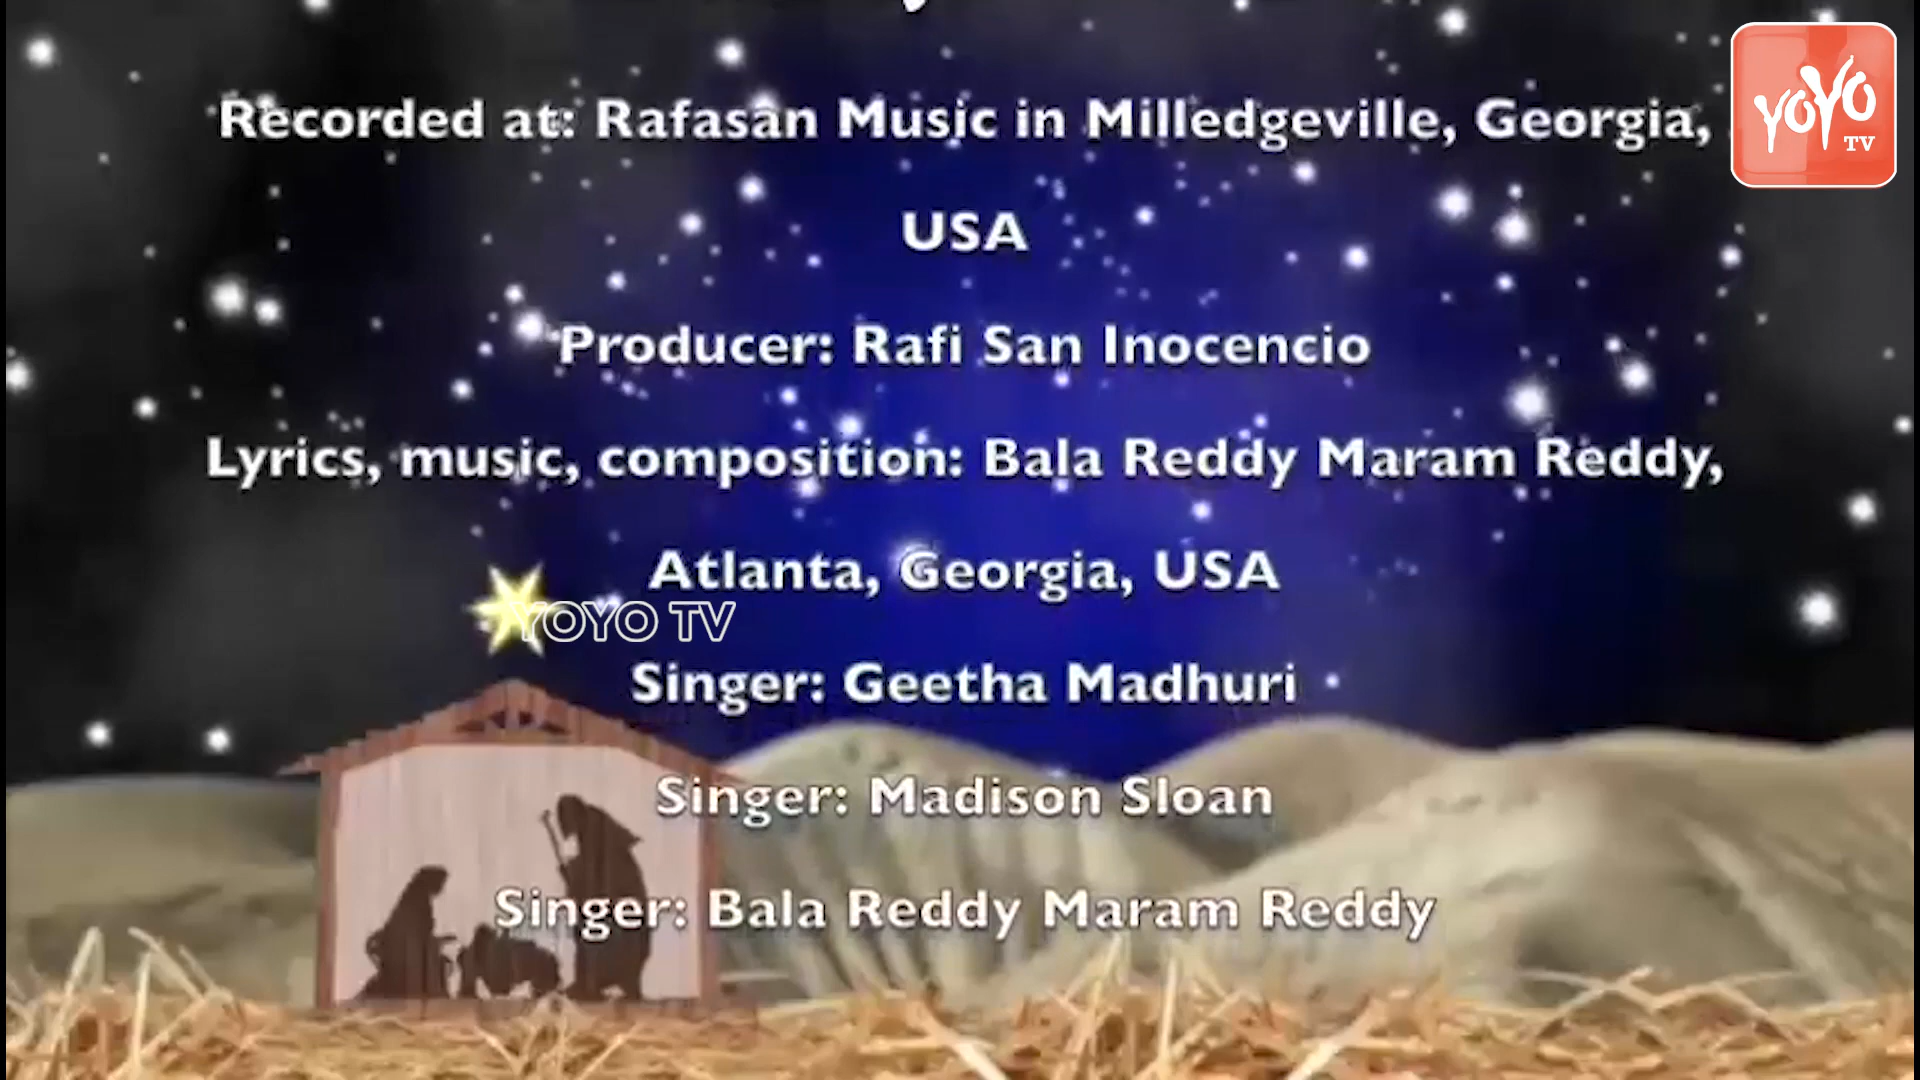 Recorded at: Rafasan Music in Milledgeville, Georgia,
USA
Producer: Rafi San Inocencio
Lyrics, music, composition: Bala Reddy Maram Reddy,
Atlanta, Georgia, USA
Singer: Geetha Madhuri
Singer: Madison Sloan
Singer: Bala Reddy Maram Reddy
YOYO TV
YOYO
TV